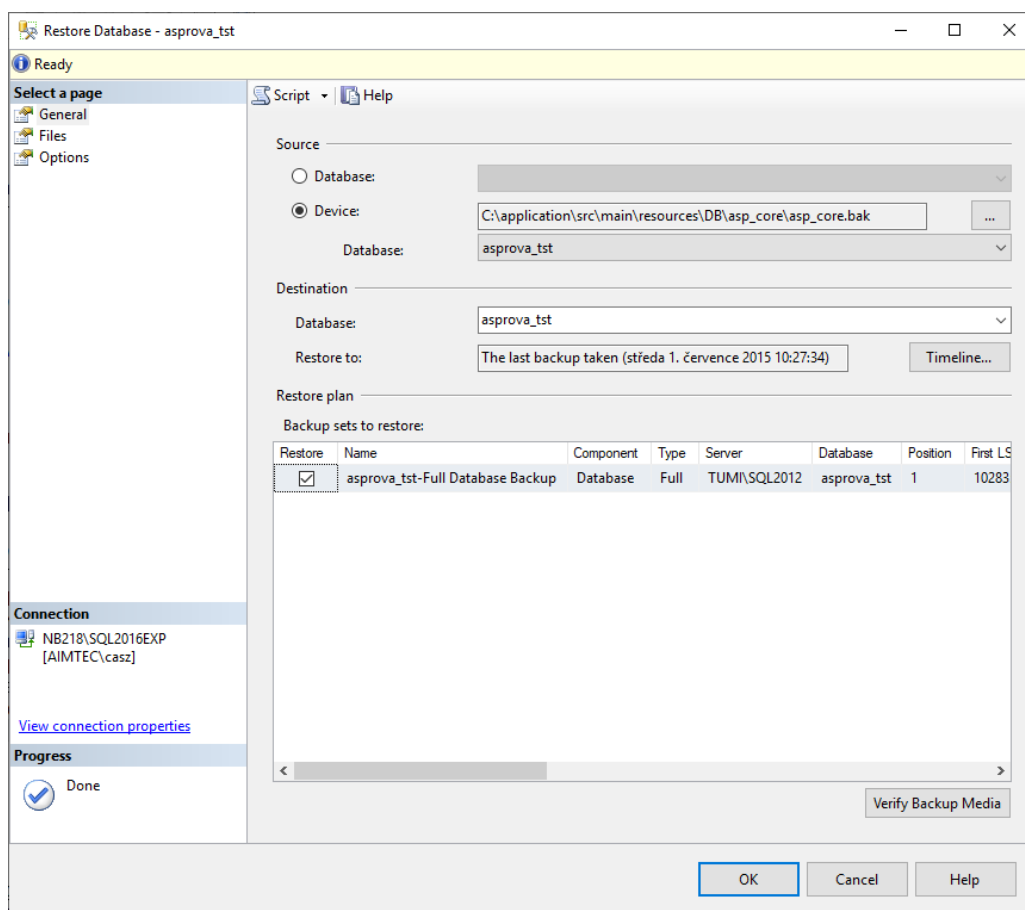 Restore Database - asprova_tst
Ready
Select a page
General
Files
Options
Script
Help
Source
Database:
Device:
C:\application\src\main\resources\DB\asp_core\asp_core.bak
...
Database:
asprova_tst
Destination
Database:
asprova_tst
Restore to:
The last backup taken (středa 1. července 2015 10:27:34)
Timeline...
Restore plan
Backup sets to restore:
Restore Name Component Type Server Database Position First LS
asprova_tst-Full Database Backup Database Full TUMI\SQL2012 asprova_tst 1 10283
Connection
NB218\SQL2016EXP
[AIMTEC\casz]
View connection properties
Progress
Done
Verify Backup Media
OK Cancel Help